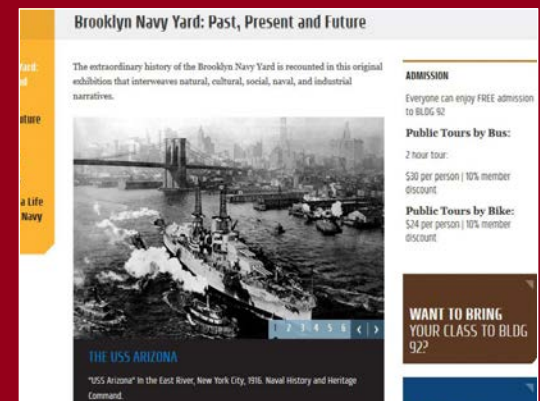 Brooklyn Navy Yard: Past, Present and Future
Yard:
uture
a Life
Navy
The extraordinary history of the Brooklyn Navy Yard is recounted in this original
exhibition that interweaves natural, cultural, social, naval, and industrial
narratives.
1 2 3 4 5 6 < >
THE USS ARIZONA
"USS Arizona" In the East River, New York City, 1916. Naval History and Heritage
Command.
ADMISSION
Everyone can enjoy FREE admission
to BLDG 92
Public Tours by Bus:
2 hour tour:
$30 per person | 10% member
discount
Public Tours by Bike:
$24 per person | 10% member
discount
WANT TO BRING
YOUR CLASS TO BLDG
92?